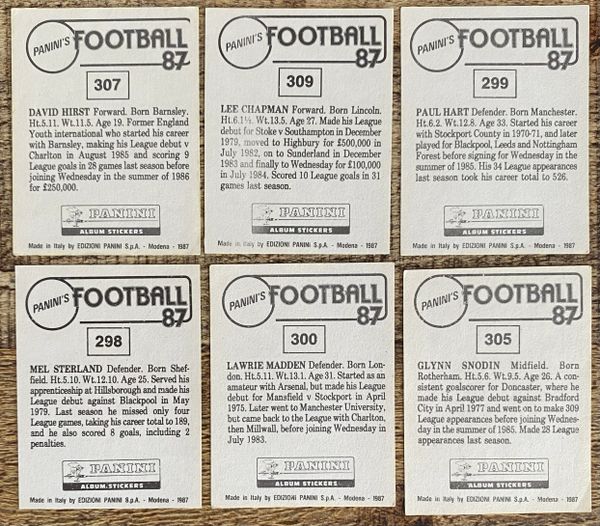 PANINI'S FOOTBALL 87
307
DAVID HIRST Forward. Born Barnsley.
Ht.5.11. Wt.11.5. Age 19. Former England
Youth international who started his career
with Barnsley, making his League debut v
Charlton in August 1985 and scoring 9
League goals in 28 games last season before
joining Wednesday in the summer of 1986
for £250,000.
PANINI
ALBUM STICKERS
Made in Italy by EDIZIONI PANINI S.p.A. - Modena - 1987
PANINI'S FOOTBALL 87
309
LEE CHAPMAN Forward. Born Lincoln.
Ht.6.1½. Wt.13.5. Age 27. Made his League
debut for Stoke v Southampton in December
1979, moved to Highbury for £500,000 in
July 1982, on to Sunderland in December
1983 and finally to Wednesday for £100,000
in July 1984. Scored 10 League goals in 31
games last season.
PANINI
ALBUM STICKERS
Made in Italy by EDIZIONI PANINI S.p.A. - Modena - 1987
PANINI'S FOOTBALL 87
299
PAUL HART Defender. Born Manchester.
Ht.6.2. Wt.12.8. Age 33. Started his career
with Stockport County in 1970-71, and later
played for Blackpool, Leeds and Nottingham
Forest before signing for Wednesday in the
summer of 1985. His 34 League appearances
last season took his career total to 526.
PANINI
ALBUM STICKERS
Made in Italy by EDIZIONI PANINI S.p.A. - Modena - 1987
PANINI'S FOOTBALL 87
298
MEL STERLAND Defender. Born Shef-
field. Ht.5.10. Wt.12.10. Age 25. Served his
apprenticeship at Hillsborough and made his
League debut against Blackpool in May
1979. Last season he missed only four
League games, taking his career total to 189,
and he also scored 8 goals, including 2
penalties.
PANINI
ALBUM STICKERS
Made in Italy by EDIZIONI PANINI S.p.A. - Modena - 1987
PANINI'S FOOTBALL 87
300
LAWRIE MADDEN Defender. Born Lon-
don. Ht.5.11. Wt.13.1. Age 31. Started as an
amateur with Arsenal, but made his League
debut for Mansfield v Stockport in April
1975. Later went to Manchester University,
but came back to the League with Charlton,
then Millwall, before joining Wednesday in
July 1983.
PANINI
ALBUM STICKERS
Made in Italy by EDIZIONI PANINI S.p.A. - Modena - 1987
PANINI'S FOOTBALL 87
305
GLYNN SNODIN Midfield. Born
Rotherham. Ht.5.6. Wt.9.5. Age 26. A con-
sistent goalscorer for Doncaster, where he
made his League debut against Bradford
City in April 1977 and went on to make 309
League appearances before joining Wednes-
day in the summer of 1985. Made 28 League
appearances last season.
PANINI
ALBUM STICKERS
Made in Italy by EDIZIONI PANINI S.p.A. - Modena - 1987